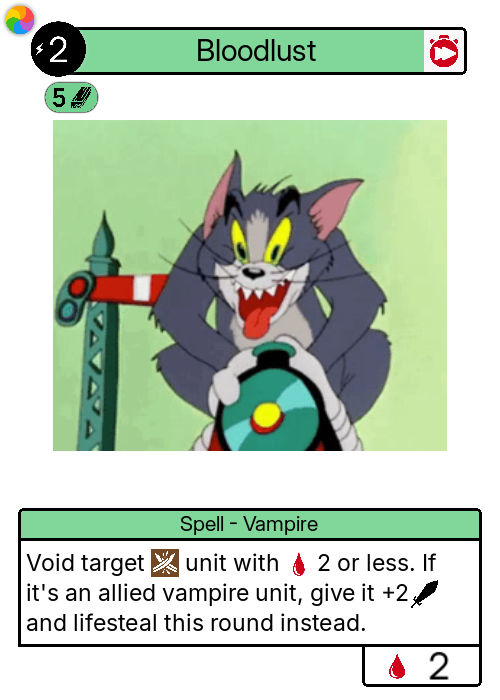 2 Bloodlust
5
Spell - Vampire
Void target unit with 2 or less. If
it's an allied vampire unit, give it +2
and lifesteal this round instead.
2